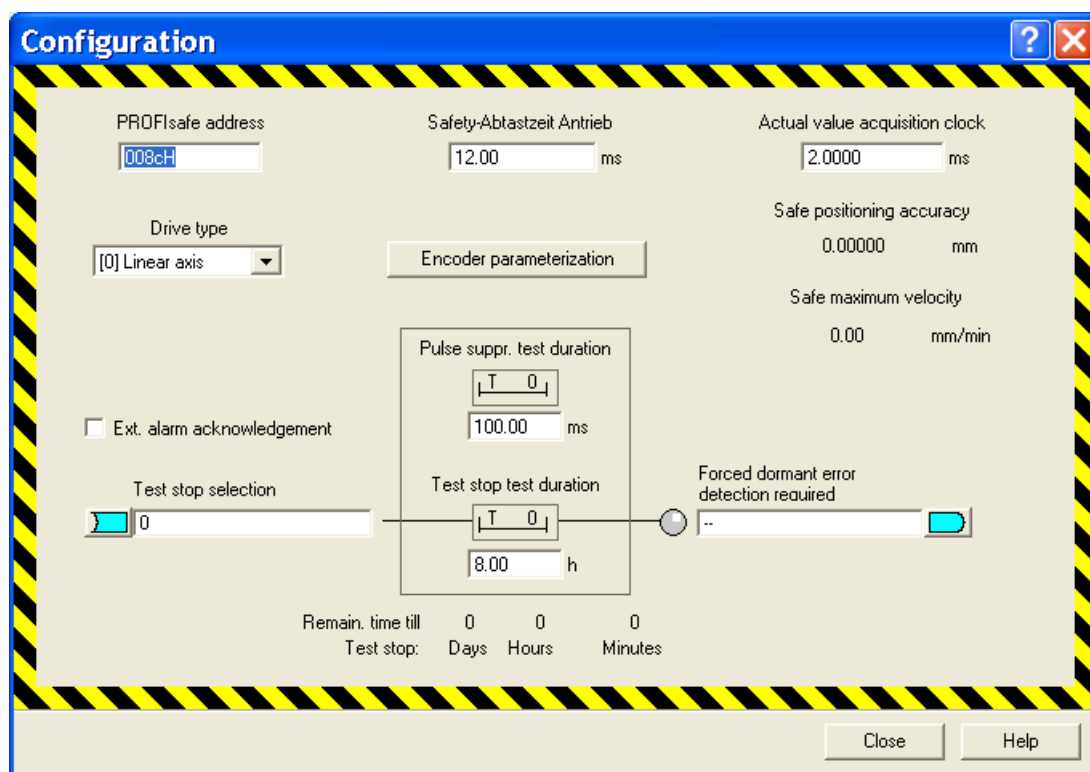 Configuration
PROFIsafe address
008cH
Safety-Abtastzeit Antrieb
12.00 ms
Actual value acquisition clock
2.0000 ms
Drive type
[0] Linear axis
Encoder parameterization
Safe positioning accuracy
0.00000 mm
Safe maximum velocity
0.00 mm/min
Pulse suppr. test duration
T 0
100.00 ms
Ext. alarm acknowledgement
Test stop selection
0
Test stop test duration
T 0
8.00 h
Forced dormant error
detection required
--
Remain. time till 0 0 0
Test stop: Days Hours Minutes
Close Help